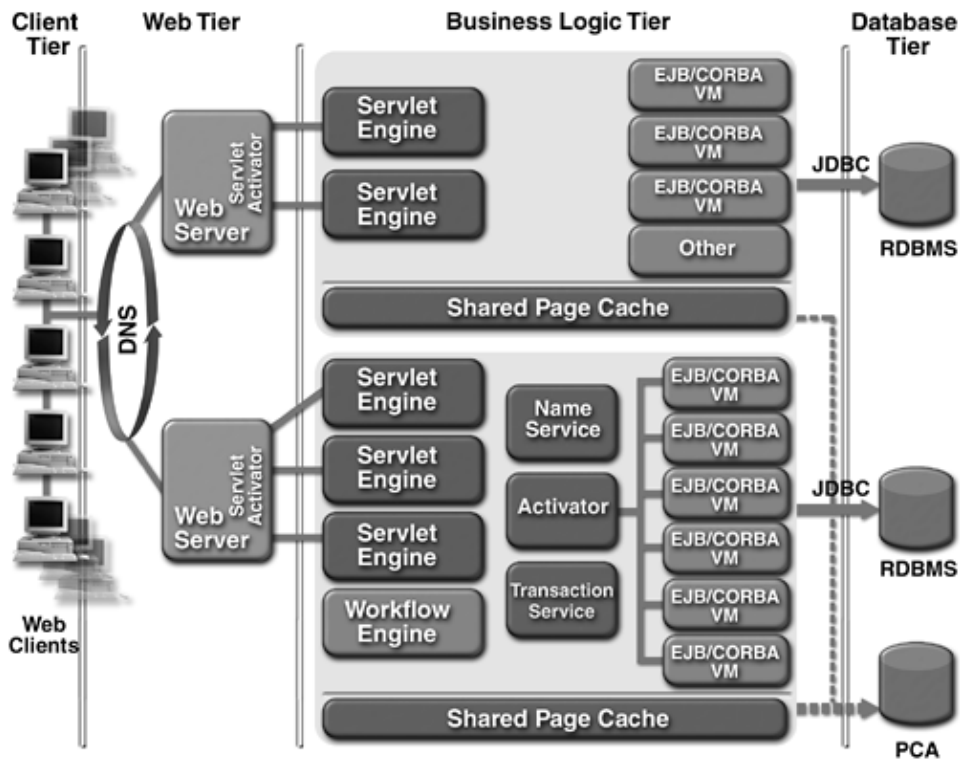 Client
Tier
Web Tier
Business Logic Tier
Database
Tier
Servlet
Engine
Servlet
Engine
EJB/CORBA
VM
EJB/CORBA
VM
EJB/CORBA
VM
Other
Web
Server
Servlet
Activator
JDBC
RDBMS
Shared Page Cache
DNS
Servlet
Engine
Servlet
Engine
Servlet
Engine
Workflow
Engine
Name
Service
Activator
Transaction
Service
EJB/CORBA
VM
EJB/CORBA
VM
EJB/CORBA
VM
EJB/CORBA
VM
EJB/CORBA
VM
EJB/CORBA
VM
Web
Server
Servlet
Activator
JDBC
RDBMS
Web
Clients
Shared Page Cache
PCA